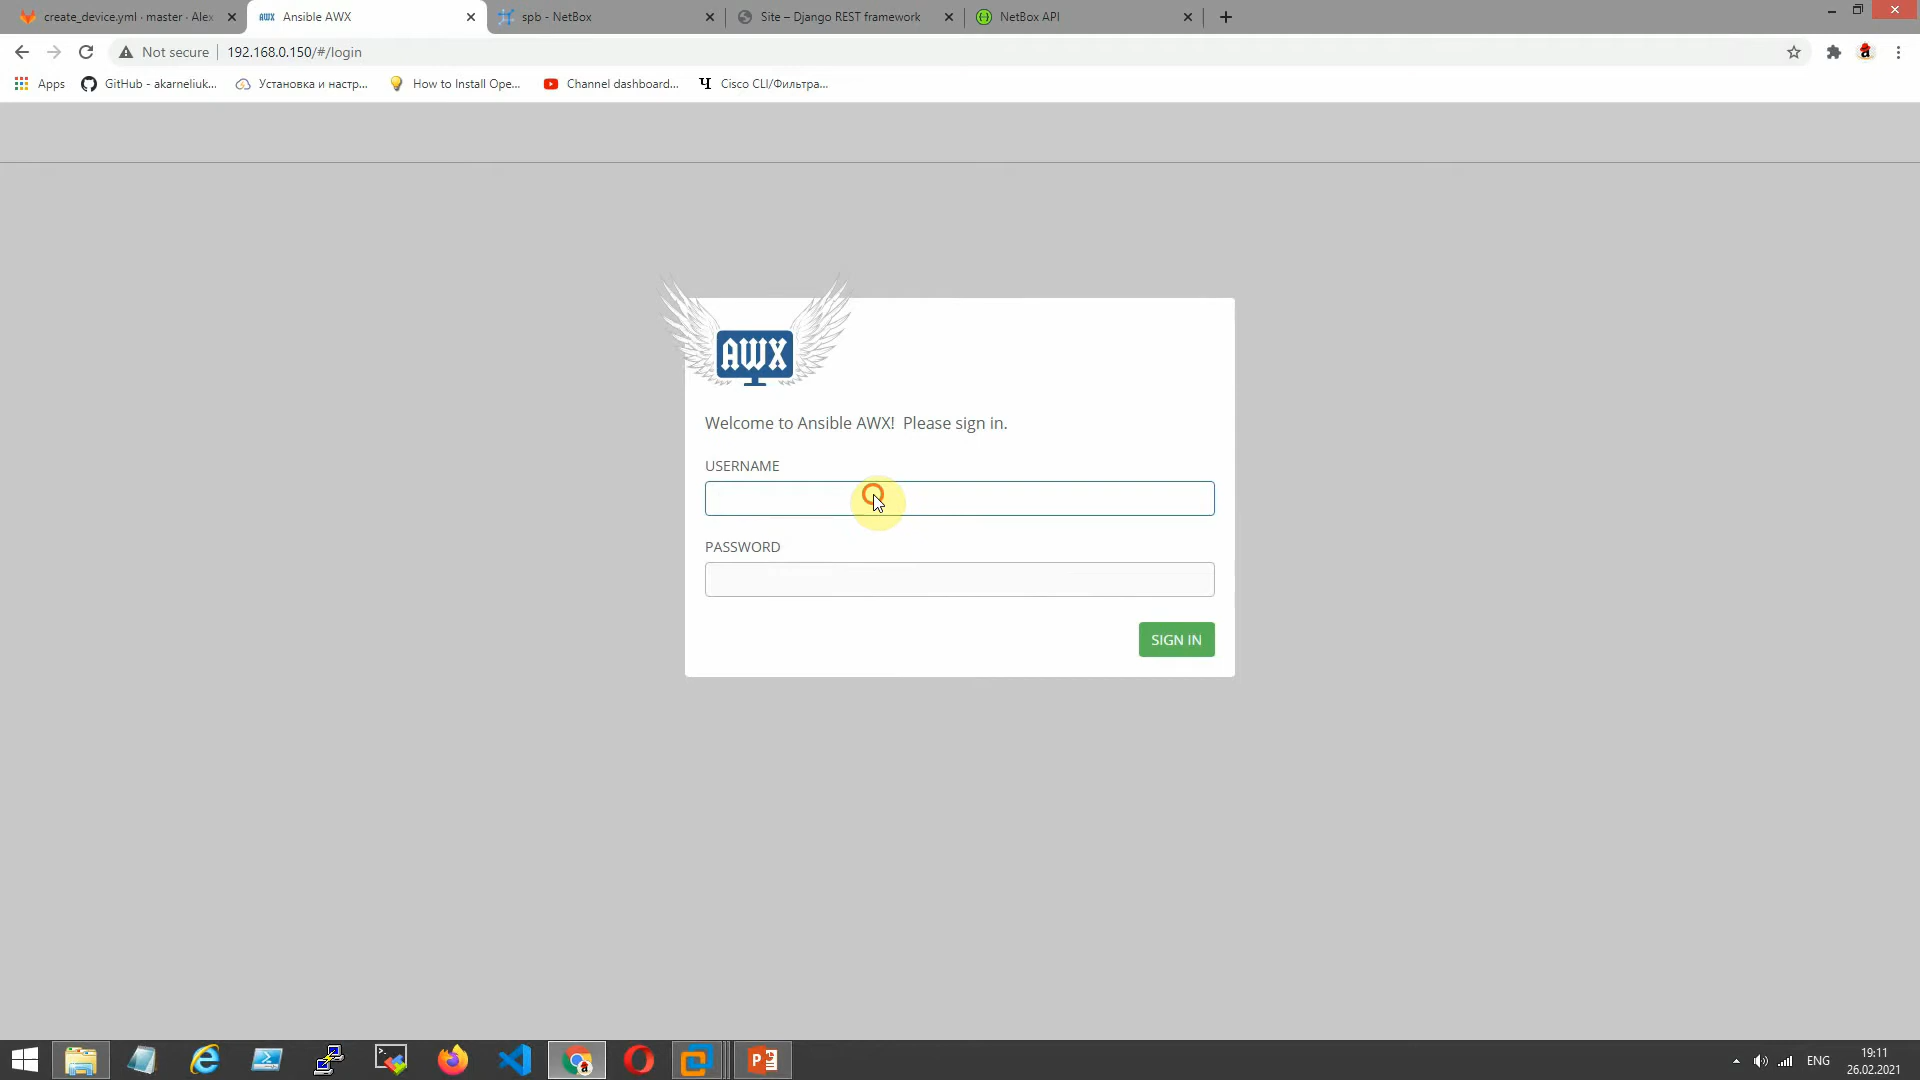 create_device.yml · master · Alex
Ansible AWX
spb - NetBox
Site – Django REST framework
NetBox API
Not secure
192.168.0.150/#/login
Apps
GitHub - akarneliuk...
Установка и настр...
How to Install Ope...
Channel dashboard...
Ч Cisco CLI/Фильтра...
AWX
Welcome to Ansible AWX! Please sign in.
USERNAME
PASSWORD
SIGN IN
ENG
19:11
26.02.2021